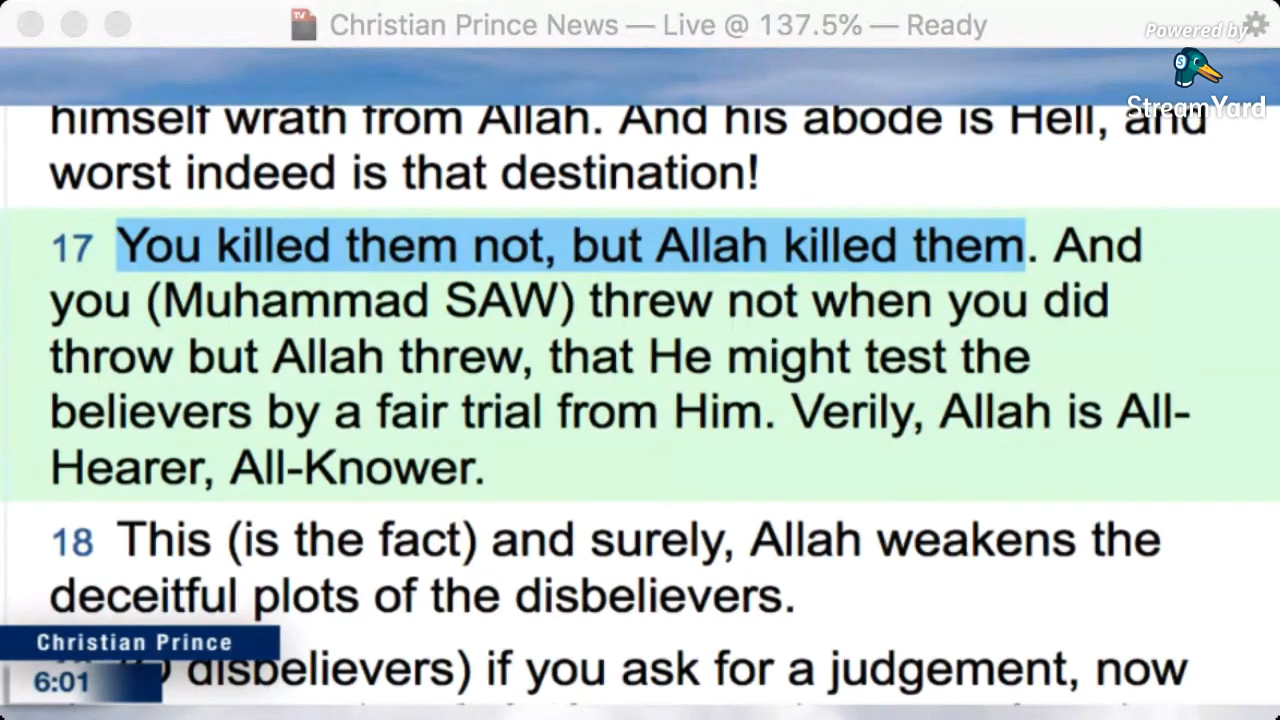 Christian Prince News — Live @ 137.5% — Ready
Powered by
StreamYard
himself wrath from Allah. And his abode is Hell, and
worst indeed is that destination!
17 You killed them not, but Allah killed them. And
you (Muhammad SAW) threw not when you did
throw but Allah threw, that He might test the
believers by a fair trial from Him. Verily, Allah is All-
Hearer, All-Knower.
18 This (is the fact) and surely, Allah weakens the
deceitful plots of the disbelievers.
Christian Prince
disbelievers) if you ask for a judgement, now
6:01